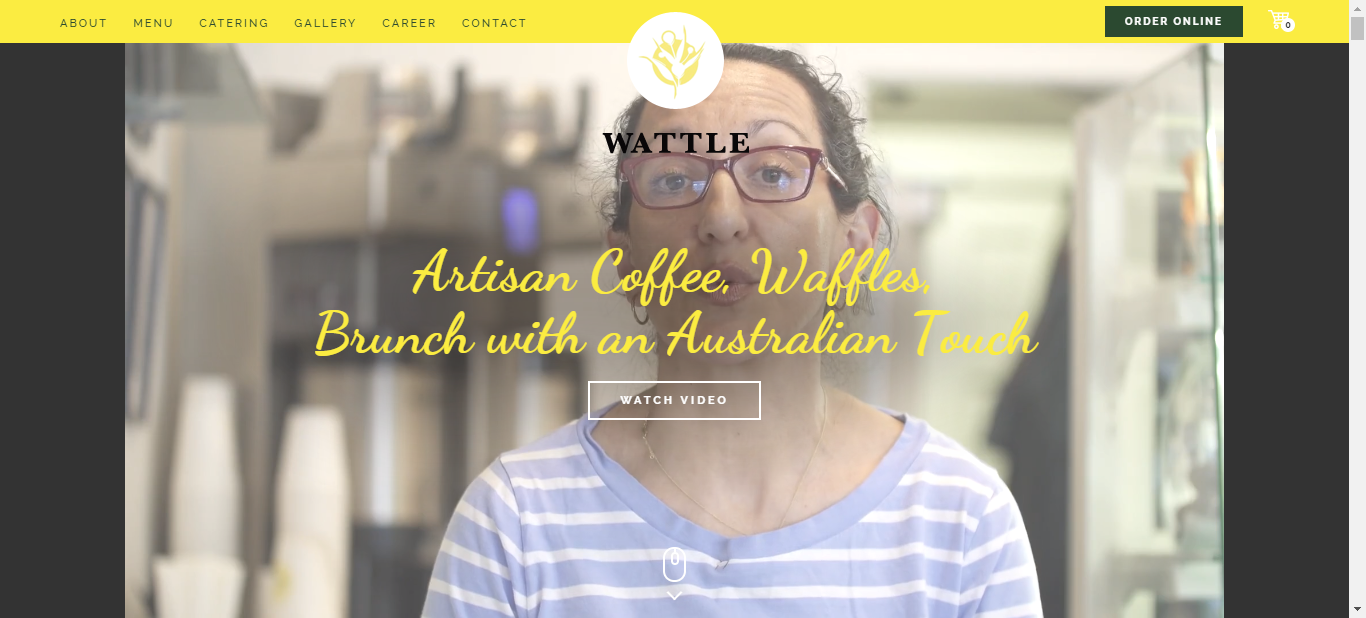 ABOUT MENU CATERING GALLERY CAREER CONTACT ORDER ONLINE 0
WATTLE
Artisan Coffee, Waffles,
Brunch with an Australian Touch
WATCH VIDEO